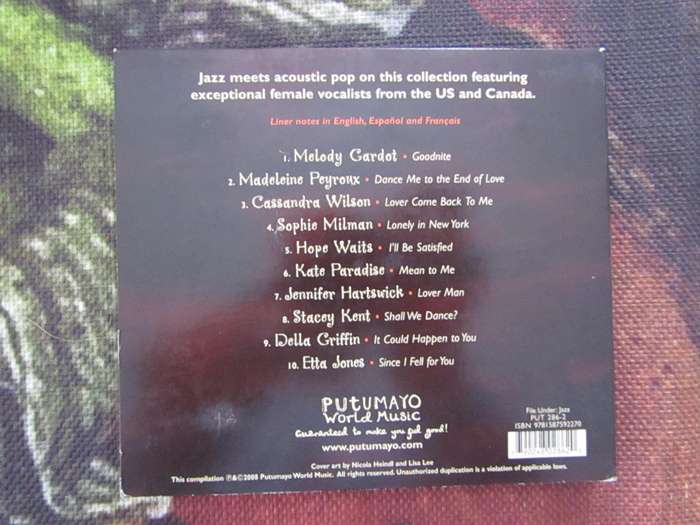 Jazz meets acoustic pop on this collection featuring
exceptional female vocalists from the US and Canada.
Liner notes in English, Español and Français
1. Melody Gardot • Goodnite
2. Madeleine Peyroux • Dance Me to the End of Love
3. Cassandra Wilson • Lover Come Back To Me
4. Sophie Milman • Lonely in New York
5. Hope Waits • I'll Be Satisfied
6. Kate Paradise • Mean to Me
7. Jennifer Hartswick • Lover Man
8. Stacey Kent • Shall We Dance?
9. Della Griffin • It Could Happen to You
10. Etta Jones • Since I Fell for You
PUTUMAYO
World Music
Guaranteed to make you feel good!
www.putumayo.com
File Under: Jazz
PUT 286-2
ISBN 9781587592270
Cover art by Nicola Heindl and Lisa Lee
This compilation ℗&©2008 Putumayo World Music. All rights reserved. Unauthorized duplication is a violation of applicable laws.